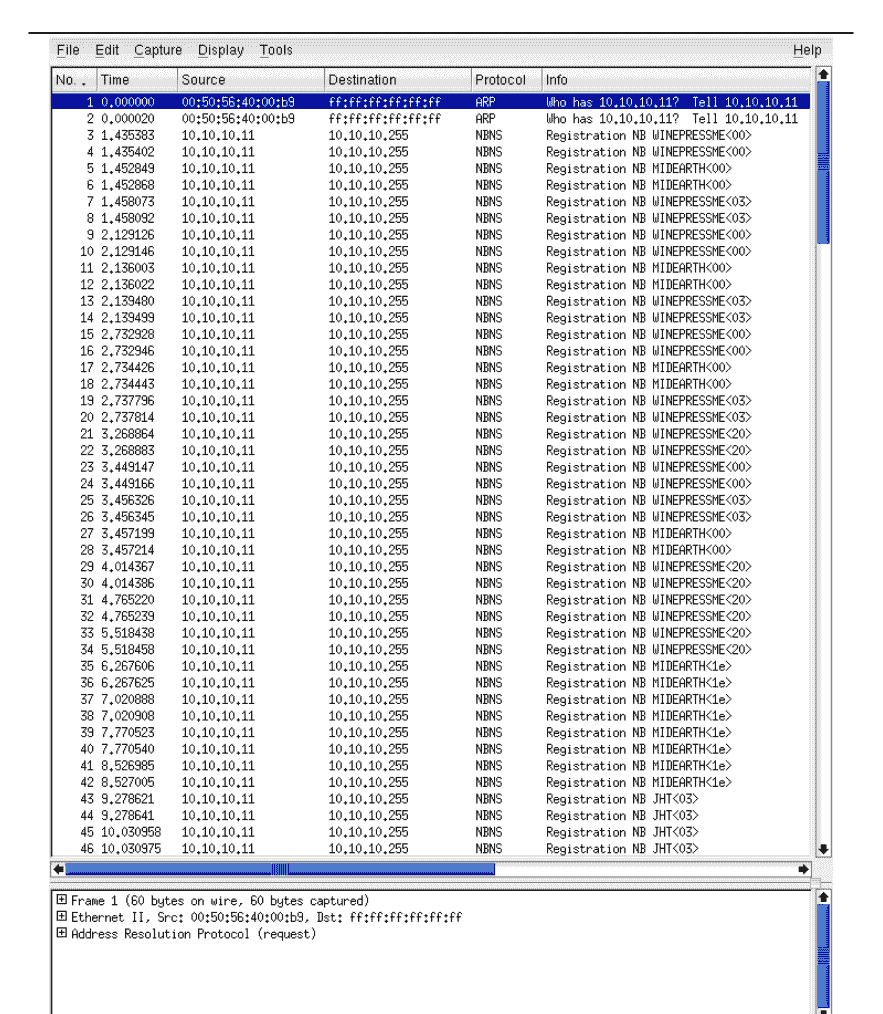 File Edit Capture Display Tools Help
No. . Time Source Destination Protocol Info
1 0.000000 00:50:56:40:00:b9 ff:ff:ff:ff:ff:ff ARP Who has 10.10.10.11? Tell 10.10.10.11
2 0.000020 00:50:56:40:00:b9 ff:ff:ff:ff:ff:ff ARP Who has 10.10.10.11? Tell 10.10.10.11
3 1.435383 10.10.10.11 10.10.10.255 NBNS Registration NB WINEPRESSME<00>
4 1.435402 10.10.10.11 10.10.10.255 NBNS Registration NB WINEPRESSME<00>
5 1.452849 10.10.10.11 10.10.10.255 NBNS Registration NB MIDEARTH<00>
6 1.452868 10.10.10.11 10.10.10.255 NBNS Registration NB MIDEARTH<00>
7 1.458073 10.10.10.11 10.10.10.255 NBNS Registration NB WINEPRESSME<03>
8 1.458092 10.10.10.11 10.10.10.255 NBNS Registration NB WINEPRESSME<03>
9 2.129126 10.10.10.11 10.10.10.255 NBNS Registration NB WINEPRESSME<00>
10 2.129146 10.10.10.11 10.10.10.255 NBNS Registration NB WINEPRESSME<00>
11 2.136003 10.10.10.11 10.10.10.255 NBNS Registration NB MIDEARTH<00>
12 2.136022 10.10.10.11 10.10.10.255 NBNS Registration NB MIDEARTH<00>
13 2.139480 10.10.10.11 10.10.10.255 NBNS Registration NB WINEPRESSME<03>
14 2.139499 10.10.10.11 10.10.10.255 NBNS Registration NB WINEPRESSME<03>
15 2.732928 10.10.10.11 10.10.10.255 NBNS Registration NB WINEPRESSME<00>
16 2.732946 10.10.10.11 10.10.10.255 NBNS Registration NB WINEPRESSME<00>
17 2.734426 10.10.10.11 10.10.10.255 NBNS Registration NB MIDEARTH<00>
18 2.734443 10.10.10.11 10.10.10.255 NBNS Registration NB MIDEARTH<00>
19 2.737796 10.10.10.11 10.10.10.255 NBNS Registration NB WINEPRESSME<03>
20 2.737814 10.10.10.11 10.10.10.255 NBNS Registration NB WINEPRESSME<03>
21 3.268864 10.10.10.11 10.10.10.255 NBNS Registration NB WINEPRESSME<20>
22 3.268883 10.10.10.11 10.10.10.255 NBNS Registration NB WINEPRESSME<20>
23 3.449147 10.10.10.11 10.10.10.255 NBNS Registration NB WINEPRESSME<00>
24 3.449166 10.10.10.11 10.10.10.255 NBNS Registration NB WINEPRESSME<00>
25 3.456326 10.10.10.11 10.10.10.255 NBNS Registration NB WINEPRESSME<03>
26 3.456345 10.10.10.11 10.10.10.255 NBNS Registration NB WINEPRESSME<03>
27 3.457199 10.10.10.11 10.10.10.255 NBNS Registration NB MIDEARTH<00>
28 3.457214 10.10.10.11 10.10.10.255 NBNS Registration NB MIDEARTH<00>
29 4.014367 10.10.10.11 10.10.10.255 NBNS Registration NB WINEPRESSME<20>
30 4.014386 10.10.10.11 10.10.10.255 NBNS Registration NB WINEPRESSME<20>
31 4.765220 10.10.10.11 10.10.10.255 NBNS Registration NB WINEPRESSME<20>
32 4.765239 10.10.10.11 10.10.10.255 NBNS Registration NB WINEPRESSME<20>
33 5.518438 10.10.10.11 10.10.10.255 NBNS Registration NB WINEPRESSME<20>
34 5.518458 10.10.10.11 10.10.10.255 NBNS Registration NB WINEPRESSME<20>
35 6.267606 10.10.10.11 10.10.10.255 NBNS Registration NB MIDEARTH<1e>
36 6.267625 10.10.10.11 10.10.10.255 NBNS Registration NB MIDEARTH<1e>
37 7.020888 10.10.10.11 10.10.10.255 NBNS Registration NB MIDEARTH<1e>
38 7.020908 10.10.10.11 10.10.10.255 NBNS Registration NB MIDEARTH<1e>
39 7.770523 10.10.10.11 10.10.10.255 NBNS Registration NB MIDEARTH<1e>
40 7.770540 10.10.10.11 10.10.10.255 NBNS Registration NB MIDEARTH<1e>
41 8.526985 10.10.10.11 10.10.10.255 NBNS Registration NB MIDEARTH<1e>
42 8.527005 10.10.10.11 10.10.10.255 NBNS Registration NB MIDEARTH<1e>
43 9.278621 10.10.10.11 10.10.10.255 NBNS Registration NB JHT<03>
44 9.278641 10.10.10.11 10.10.10.255 NBNS Registration NB JHT<03>
45 10.030958 10.10.10.11 10.10.10.255 NBNS Registration NB JHT<03>
46 10.030975 10.10.10.11 10.10.10.255 NBNS Registration NB JHT<03>
Frame 1 (60 bytes on wire, 60 bytes captured)
Ethernet II, Src: 00:50:56:40:00:b9, Dst: ff:ff:ff:ff:ff:ff
Address Resolution Protocol (request)